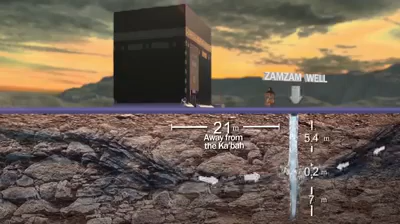 ZAMZAM WELL
21 m
Away from
the Ka'bah
5.4 m
0.2 m
7 m